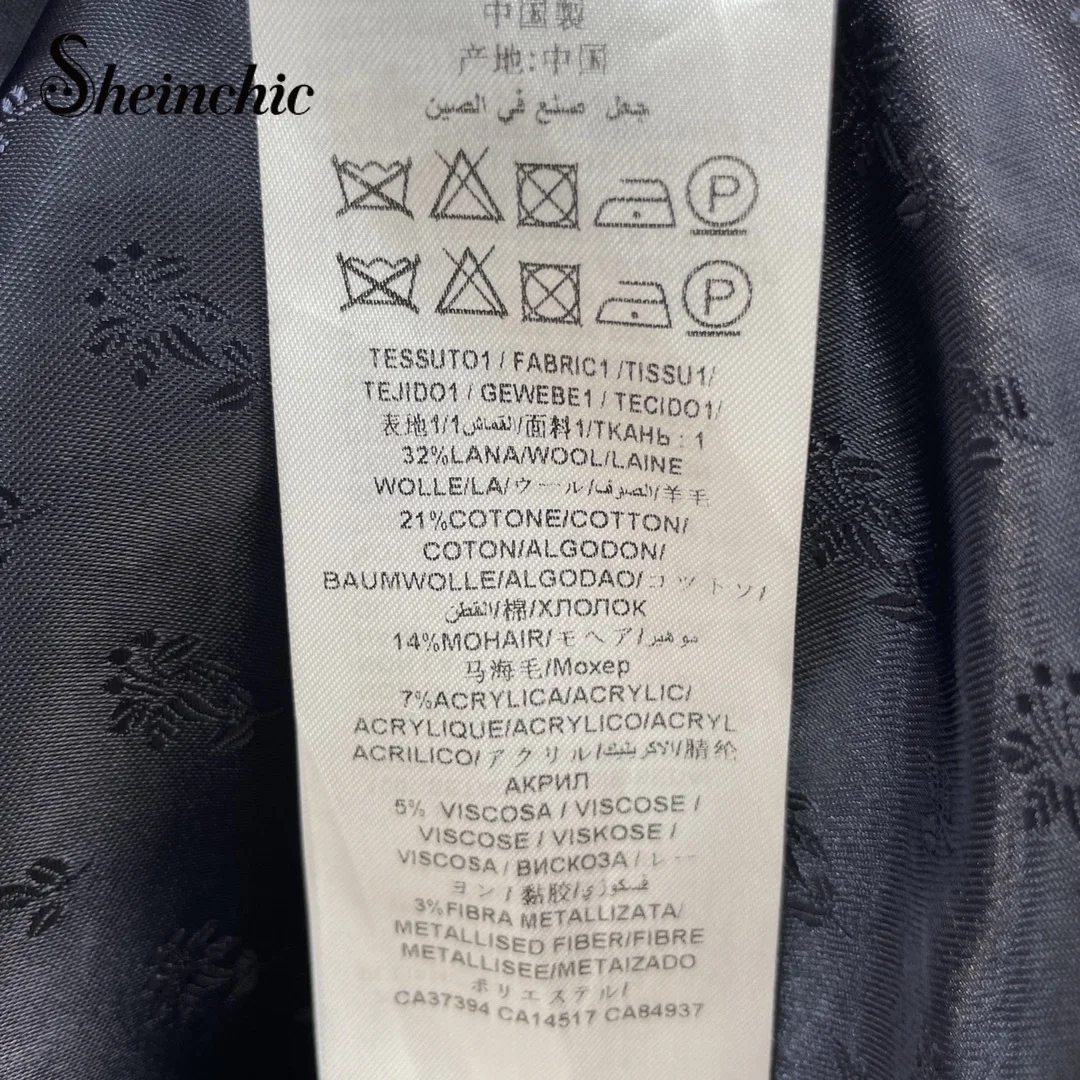 Sheinchic
中国製
产地:中国
جعل صنع في الصين
P
P
TESSUTO1 / FABRIC1 /TISSU1/
TEJIDO1 / GEWEBE1 / TECIDO1/
表地1/القماش1/面料1/ТКАНЬ : 1
32%LANA/WOOL/LAINE
WOLLE/LA/ウール/الصوف/羊毛
21%COTONE/COTTON/
COTON/ALGODON/
BAUMWOLLE/ALGODAO/コットン/
القطن/棉/ХЛОПОК
14%MOHAIR/モヘア/موهير
马海毛/Мохер
7%ACRYLICA/ACRYLIC/
ACRYLIQUE/ACRYLICO/ACRYL
ACRILICO/アクリル/الاكريليك/腈纶
АКРИЛ
5% VISCOSA / VISCOSE /
VISCOSE / VISKOSE /
VISCOSA / ВИСКОЗА / レー
ヨン / 黏胶/فسكوزي
3%FIBRA METALLIZATA/
METALLISED FIBER/FIBRE
METALLISEE/METAIZADO
ポリエステル/
CA37394 CA14517 CA84937